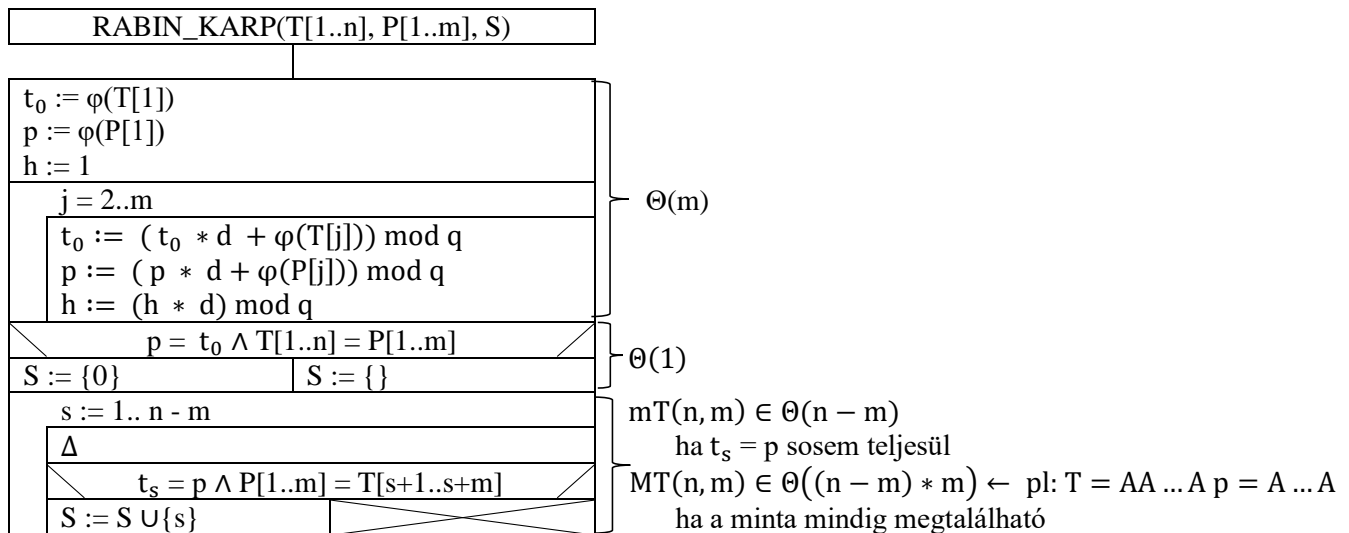 RABIN_KARP(T[1..n], P[1..m], S)
t₀ := φ(T[1])
p := φ(P[1])
h := 1
j = 2..m
t₀ := ( t₀ * d + φ(T[j])) mod q
p := ( p * d + φ(P[j])) mod q
h := (h * d) mod q
Θ(m)
p = t₀ ∧ T[1..n] = P[1..m]
S := {0}
S := {}
Θ(1)
s := 1.. n - m
Δ
tₛ = p ∧ P[1..m] = T[s+1..s+m]
S := S ∪{s}
mT(n, m) ∈ Θ(n − m)
ha tₛ = p sosem teljesül
MT(n, m) ∈ Θ((n − m) * m) ← pl: T = AA … A p = A … A
ha a minta mindig megtalálható